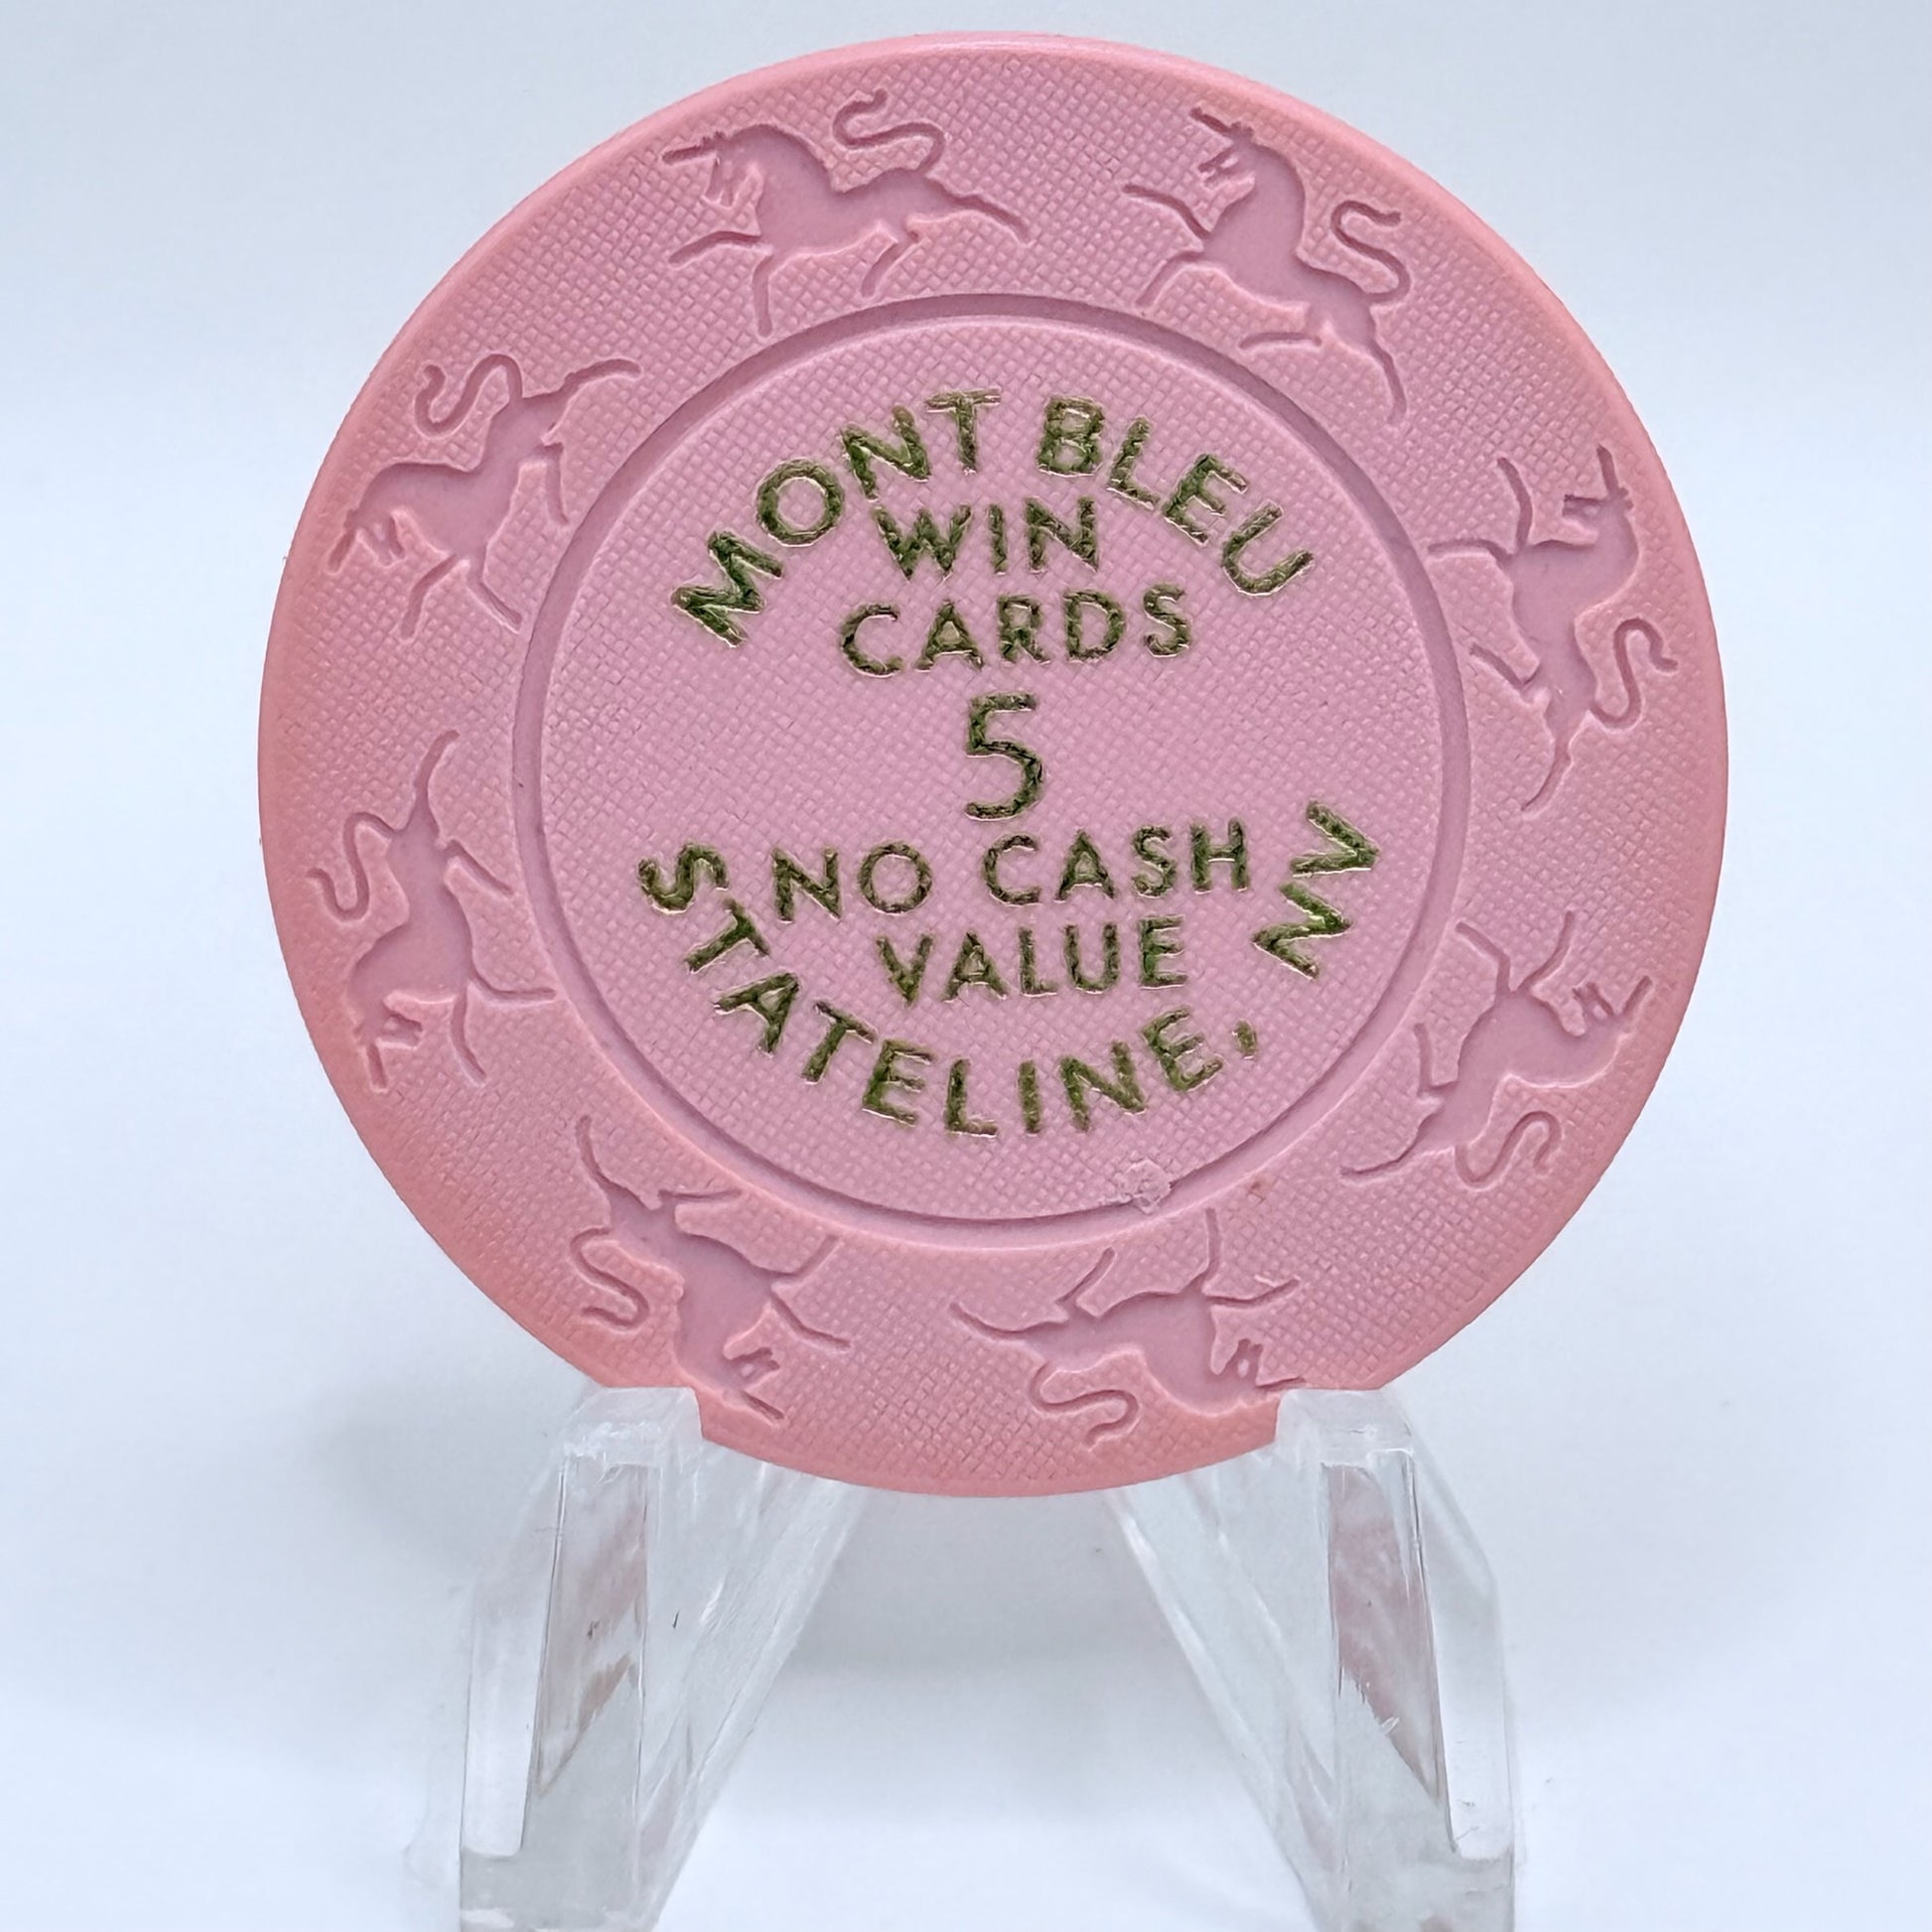 MONT BLEU
WIN
CARDS
5
NO CASH
VALUE
STATELINE, NV